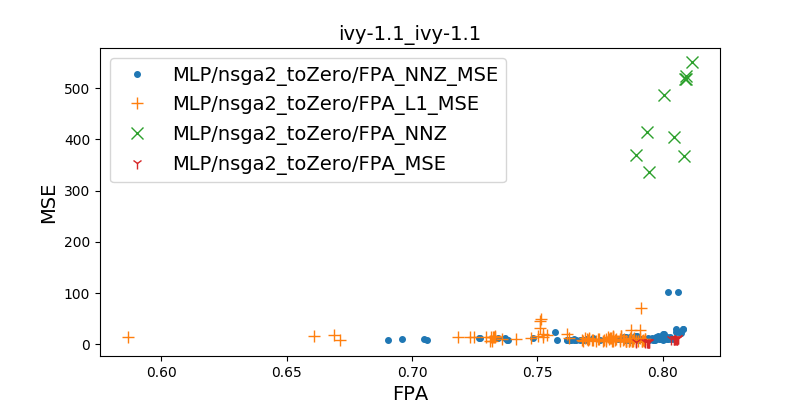 ivy-1.1_ivy-1.1
MLP/nsga2_toZero/FPA_NNZ_MSE
MLP/nsga2_toZero/FPA_L1_MSE
MLP/nsga2_toZero/FPA_NNZ
MLP/nsga2_toZero/FPA_MSE
500
400
300
200
100
0
MSE
0.60 0.65 0.70 0.75 0.80
FPA